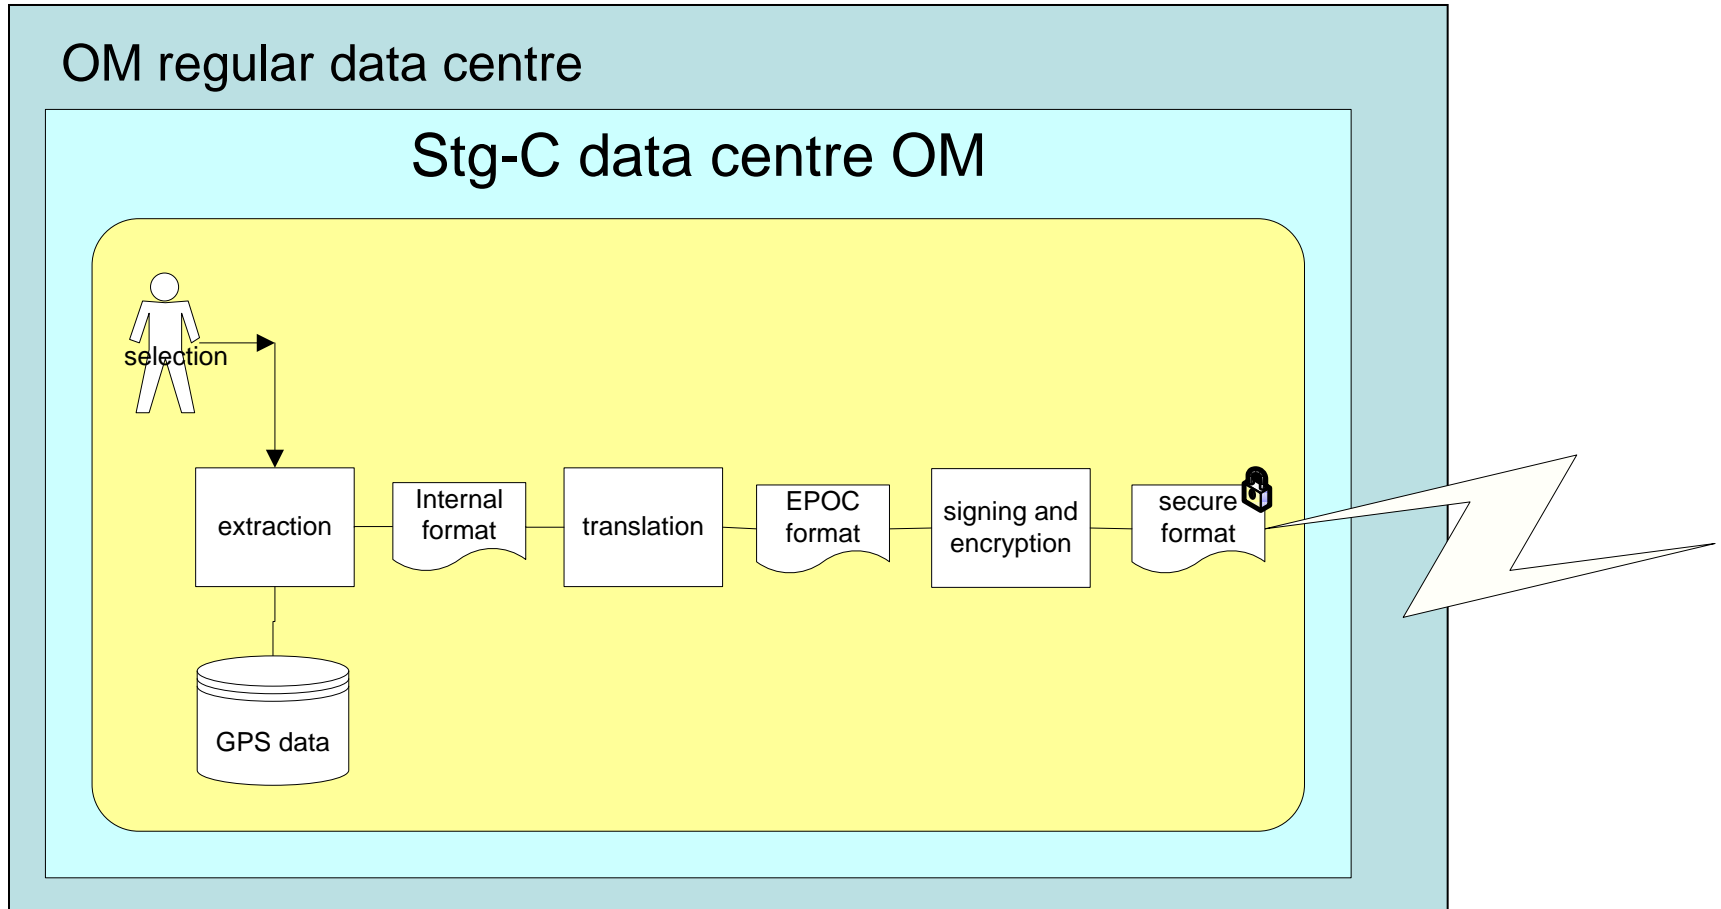 OM regular data centre
Stg-C data centre OM
selection
extraction
Internal
format
translation
EPOC
format
signing and
encryption
secure
format
GPS data